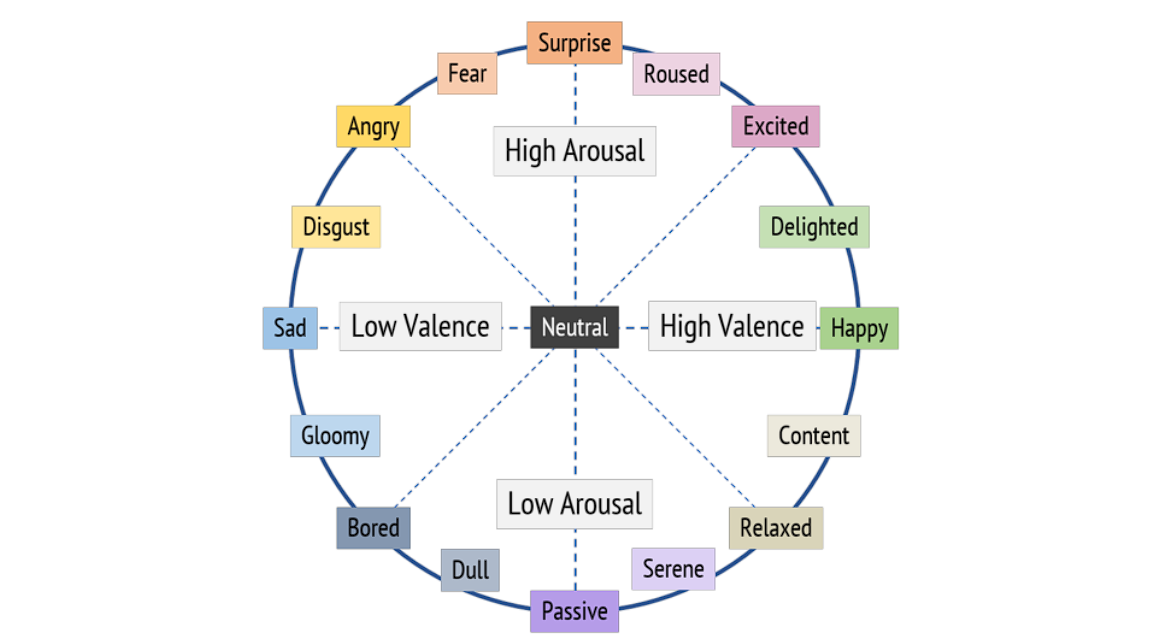 Surprise
Fear
Roused
Angry
Excited
High Arousal
Disgust
Delighted
Sad
Low Valence
Neutral
High Valence
Happy
Gloomy
Content
Low Arousal
Bored
Relaxed
Dull
Serene
Passive